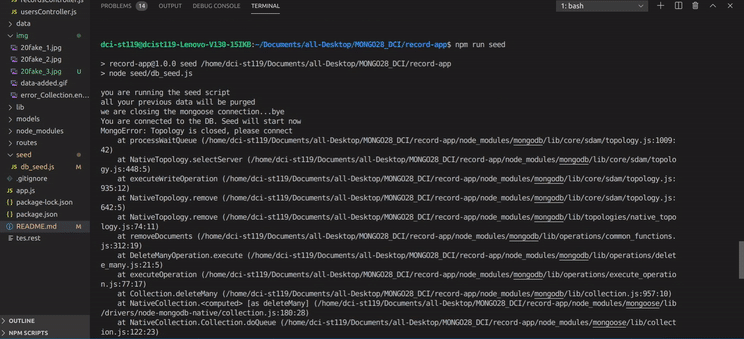 recordsController.js
usersController.js
data
img
20fake_1.jpg
20fake_2.jpg
20fake_3.jpg U
data-added.gif
error_Collection.en...
lib
models
node_modules
routes
seed
JS db_seed.js M
.gitignore
JS app.js
{} package-lock.json
{} package.json
README.md M
tes.rest
OUTLINE
NPM SCRIPTS
PROBLEMS 14 OUTPUT DEBUG CONSOLE TERMINAL 1: bash
dci-st119@dcist119-Lenovo-V130-15IKB:~/Documents/all-Desktop/MONGO28_DCI/record-app$ npm run seed
> record-app@1.0.0 seed /home/dci-st119/Documents/all-Desktop/MONGO28_DCI/record-app
> node seed/db_seed.js
you are running the seed script
all your previous data will be purged
we are closing the mongoose connection...bye
You are connected to the DB. Seed will start now
MongoError: Topology is closed, please connect
at processWaitQueue (/home/dci-st119/Documents/all-Desktop/MONGO28_DCI/record-app/node_modules/mongodb/lib/core/sdam/topology.js:1009:
42)
at NativeTopology.selectServer (/home/dci-st119/Documents/all-Desktop/MONGO28_DCI/record-app/node_modules/mongodb/lib/core/sdam/topolo
gy.js:448:5)
at executeWriteOperation (/home/dci-st119/Documents/all-Desktop/MONGO28_DCI/record-app/node_modules/mongodb/lib/core/sdam/topology.js:
935:12)
at NativeTopology.remove (/home/dci-st119/Documents/all-Desktop/MONGO28_DCI/record-app/node_modules/mongodb/lib/core/sdam/topology.js:
642:5)
at NativeTopology.remove (/home/dci-st119/Documents/all-Desktop/MONGO28_DCI/record-app/node_modules/mongodb/lib/topologies/native_topo
logy.js:74:11)
at removeDocuments (/home/dci-st119/Documents/all-Desktop/MONGO28_DCI/record-app/node_modules/mongodb/lib/operations/common_functions.
js:312:19)
at DeleteManyOperation.execute (/home/dci-st119/Documents/all-Desktop/MONGO28_DCI/record-app/node_modules/mongodb/lib/operations/delet
e_many.js:21:5)
at executeOperation (/home/dci-st119/Documents/all-Desktop/MONGO28_DCI/record-app/node_modules/mongodb/lib/operations/execute_operatio
n.js:77:17)
at Collection.deleteMany (/home/dci-st119/Documents/all-Desktop/MONGO28_DCI/record-app/node_modules/mongodb/lib/collection.js:957:10)
at NativeCollection.<computed> [as deleteMany] (/home/dci-st119/Documents/all-Desktop/MONGO28_DCI/record-app/node_modules/mongoose/lib
/drivers/node-mongodb-native/collection.js:180:28)
at NativeCollection.Collection.doQueue (/home/dci-st119/Documents/all-Desktop/MONGO28_DCI/record-app/node_modules/mongoose/lib/collect
ion.js:122:23)